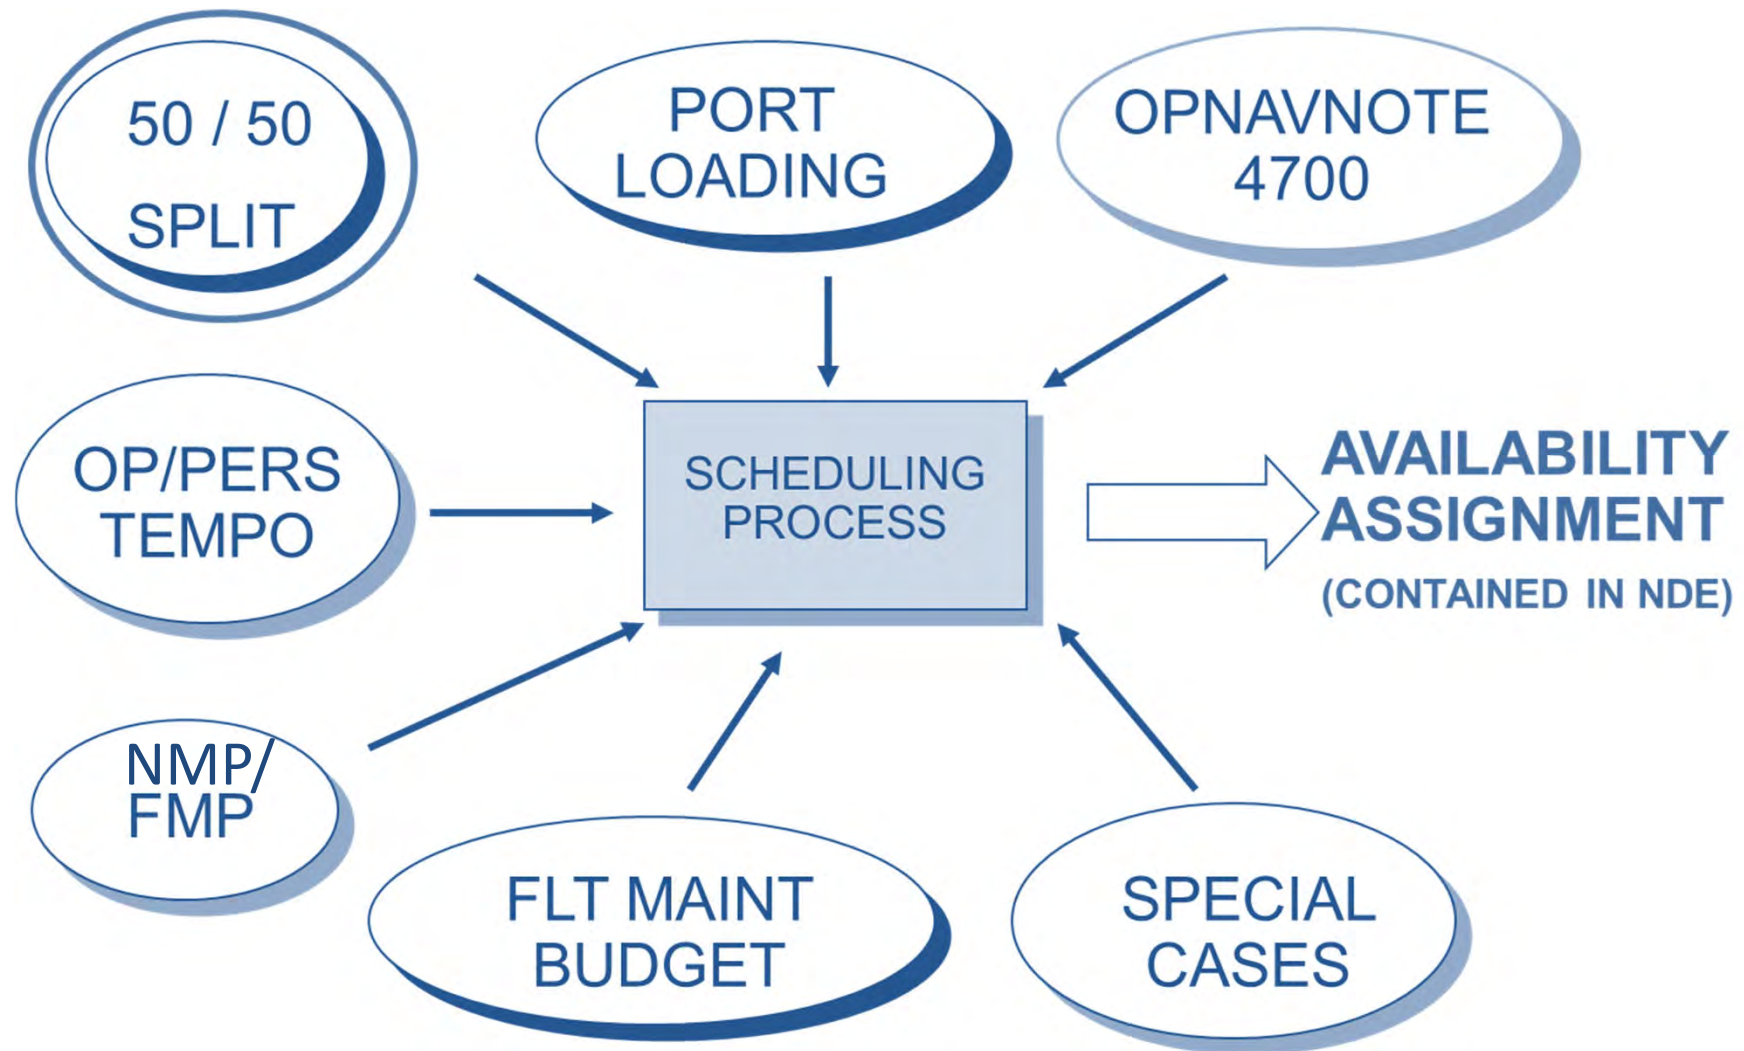 50 / 50
SPLIT
PORT
LOADING
OPNAVNOTE
4700
OP/PERS
TEMPO
SCHEDULING
PROCESS
AVAILABILITY
ASSIGNMENT
(CONTAINED IN NDE)
NMP/
FMP
FLT MAINT
BUDGET
SPECIAL
CASES